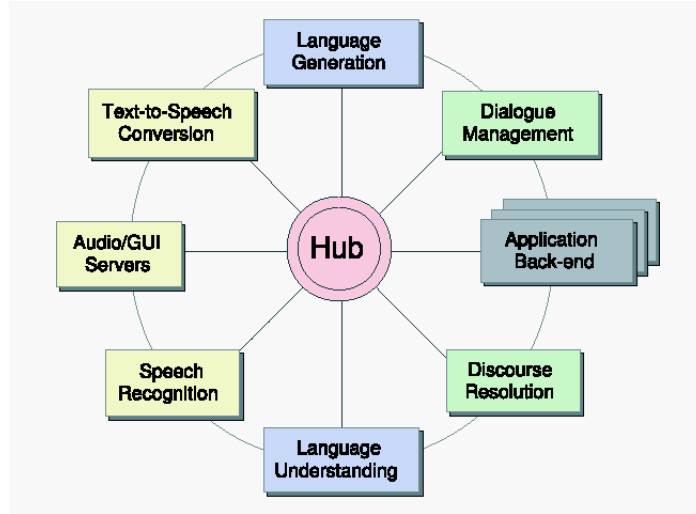 Language
Generation
Text-to-Speech
Conversion
Dialogue
Management
Audio/GUI
Servers
Hub
Application
Back-end
Speech
Recognition
Discourse
Resolution
Language
Understanding